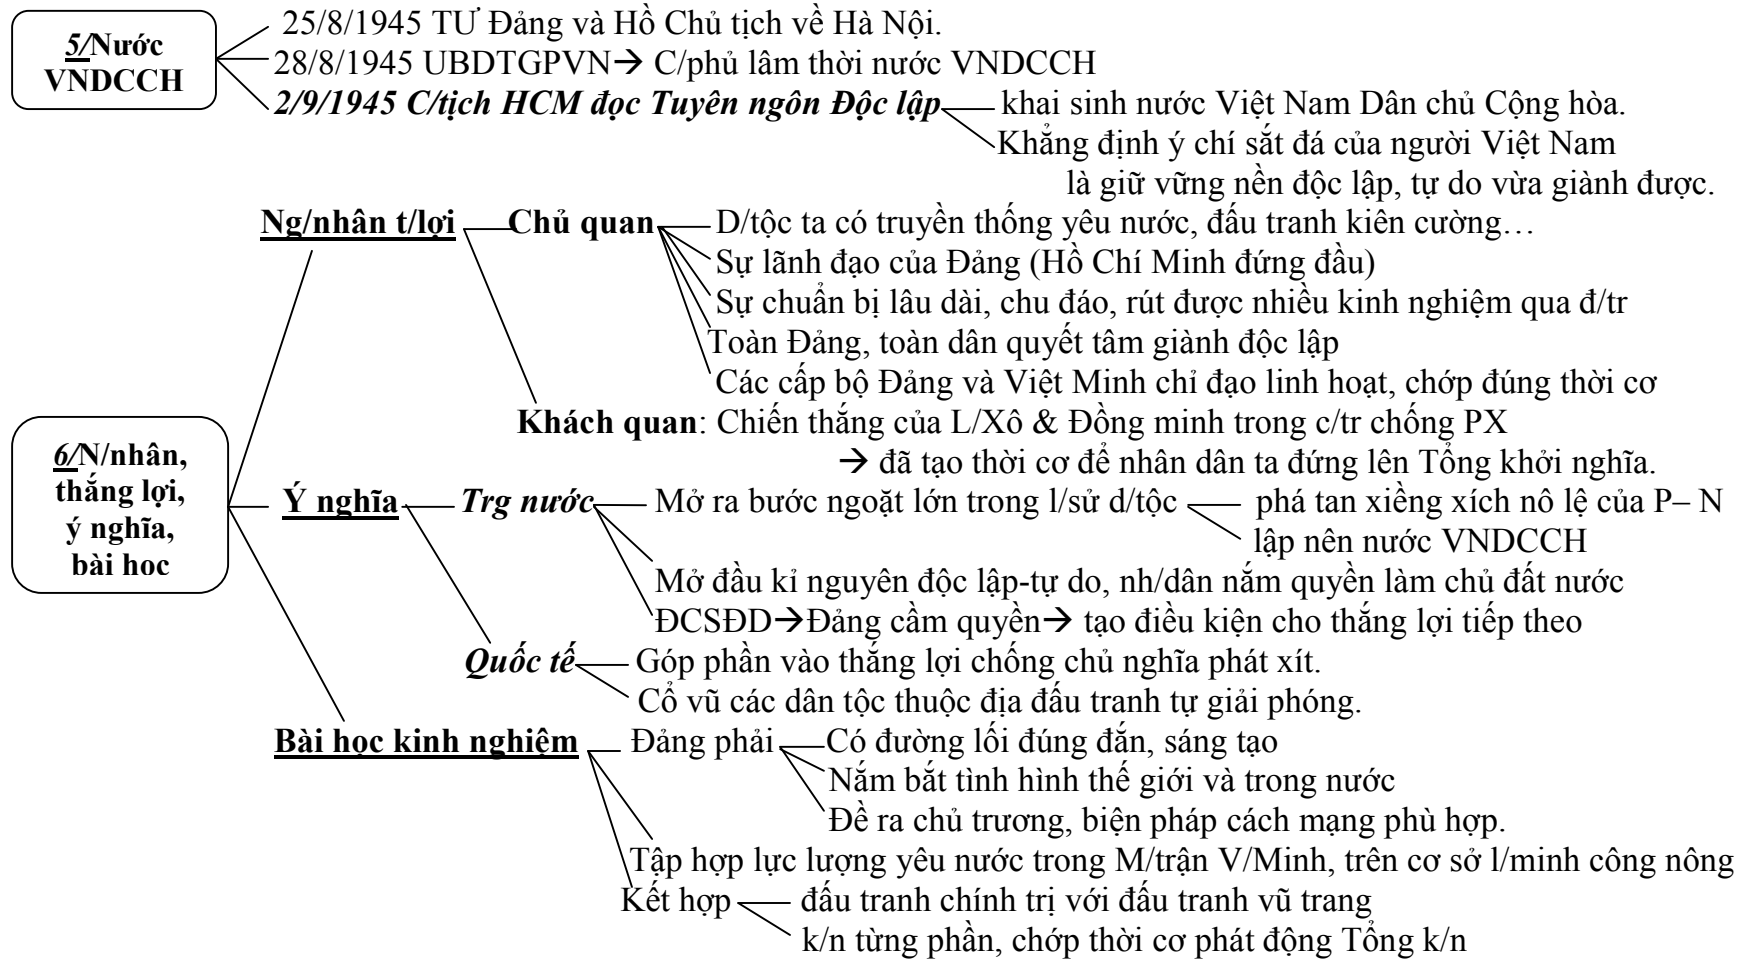 5/Nước
VNDCCH
25/8/1945 TƯ Đảng và Hồ Chủ tịch về Hà Nội.
28/8/1945 UBDTGPVN→ C/phủ lâm thời nước VNDCCH
2/9/1945 C/tịch HCM đọc Tuyên ngôn Độc lập
khai sinh nước Việt Nam Dân chủ Cộng hòa.
Khẳng định ý chí sắt đá của người Việt Nam
là giữ vững nền độc lập, tự do vừa giành được.
6/N/nhân,
thắng lợi,
ý nghĩa,
bài hoc
Ng/nhân t/lợi
Chủ quan
D/tộc ta có truyền thống yêu nước, đấu tranh kiên cường…
Sự lãnh đạo của Đảng (Hồ Chí Minh đứng đầu)
Sự chuẩn bị lâu dài, chu đáo, rút được nhiều kinh nghiệm qua đ/tr
Toàn Đảng, toàn dân quyết tâm giành độc lập
Các cấp bộ Đảng và Việt Minh chỉ đạo linh hoạt, chớp đúng thời cơ
Khách quan: Chiến thắng của L/Xô & Đồng minh trong c/tr chống PX
→ đã tạo thời cơ để nhân dân ta đứng lên Tổng khởi nghĩa.
Ý nghĩa
Trg nước
Mở ra bước ngoặt lớn trong l/sử d/tộc
phá tan xiềng xích nô lệ của P– N
lập nên nước VNDCCH
Mở đầu kỉ nguyên độc lập-tự do, nh/dân nắm quyền làm chủ đất nước
ĐCSĐD→Đảng cầm quyền→ tạo điều kiện cho thắng lợi tiếp theo
Quốc tế
Góp phần vào thắng lợi chống chủ nghĩa phát xít.
Cổ vũ các dân tộc thuộc địa đấu tranh tự giải phóng.
Bài học kinh nghiệm
Đảng phải
Có đường lối đúng đắn, sáng tạo
Nắm bắt tình hình thế giới và trong nước
Đề ra chủ trương, biện pháp cách mạng phù hợp.
Tập hợp lực lượng yêu nước trong M/trận V/Minh, trên cơ sở l/minh công nông
Kết hợp
đấu tranh chính trị với đấu tranh vũ trang
k/n từng phần, chớp thời cơ phát động Tổng k/n